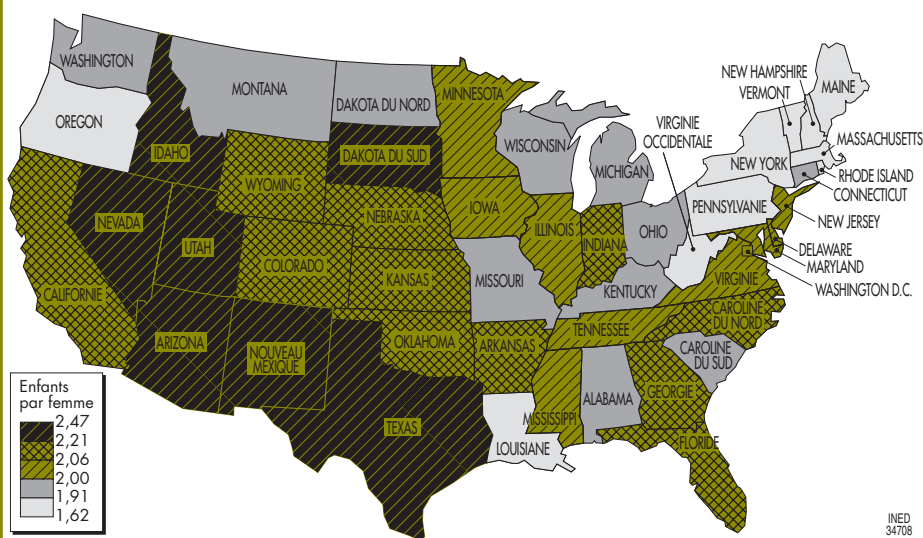 WASHINGTON
MONTANA
DAKOTA DU NORD
MINNESOTA
OREGON
IDAHO
DAKOTA DU SUD
WISCONSIN
MICHIGAN
VIRGINIE
OCCIDENTALE
NEW HAMPSHIRE
VERMONT
MAINE
MASSACHUSETTS
NEW YORK
RHODE ISLAND
CONNECTICUT
WYOMING
NEBRASKA
IOWA
PENNSYLVANIE
NEW JERSEY
NEVADA
UTAH
COLORADO
KANSAS
ILLINOIS
INDIANA
OHIO
DELAWARE
MARYLAND
WASHINGTON D.C.
CALIFORNIE
MISSOURI
KENTUCKY
VIRGINIE
ARIZONA
NOUVEAU
MEXIQUE
OKLAHOMA
ARKANSAS
TENNESSEE
CAROLINE
DU NORD
CAROLINE
DU SUD
TEXAS
LOUISIANE
MISSISSIPPI
ALABAMA
GEORGIE
FLORIDE
Enfants
par femme
2,47
2,21
2,06
2,00
1,91
1,62
INED
34708